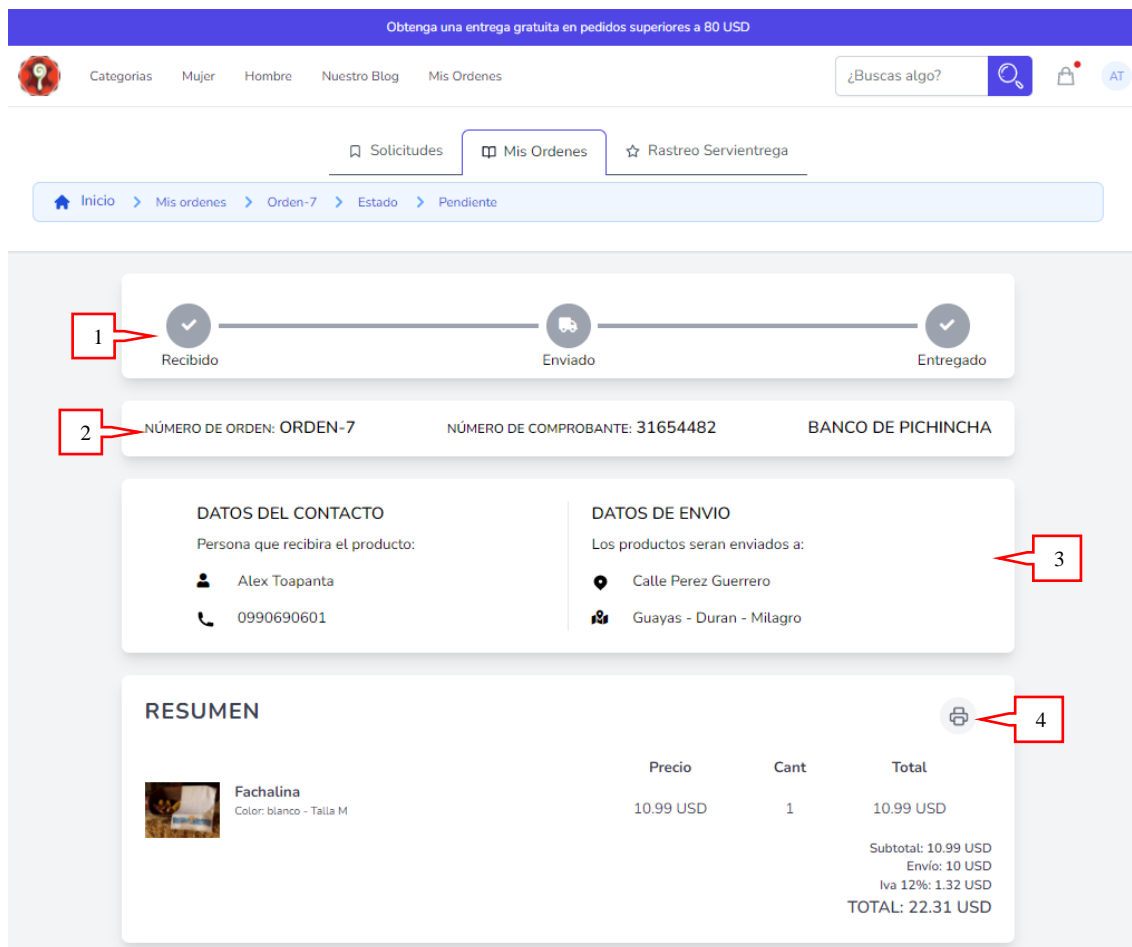 Obtenga una entrega gratuita en pedidos superiores a 80 USD
Categorias Mujer Hombre Nuestro Blog Mis Ordenes ¿Buscas algo? AT
Solicitudes Mis Ordenes Rastreo Servientrega
Inicio > Mis ordenes > Orden-7 > Estado > Pendiente
1
Recibido Enviado Entregado
2
NÚMERO DE ORDEN: ORDEN-7 NÚMERO DE COMPROBANTE: 31654482 BANCO DE PICHINCHA
DATOS DEL CONTACTO
Persona que recibira el producto:
Alex Toapanta
0990690601
DATOS DE ENVIO
Los productos seran enviados a:
Calle Perez Guerrero
Guayas - Duran - Milagro
3
RESUMEN
4
Precio Cant Total
Fachalina
Color: blanco - Talla M
10.99 USD 1 10.99 USD
Subtotal: 10.99 USD
Envío: 10 USD
Iva 12%: 1.32 USD
TOTAL: 22.31 USD